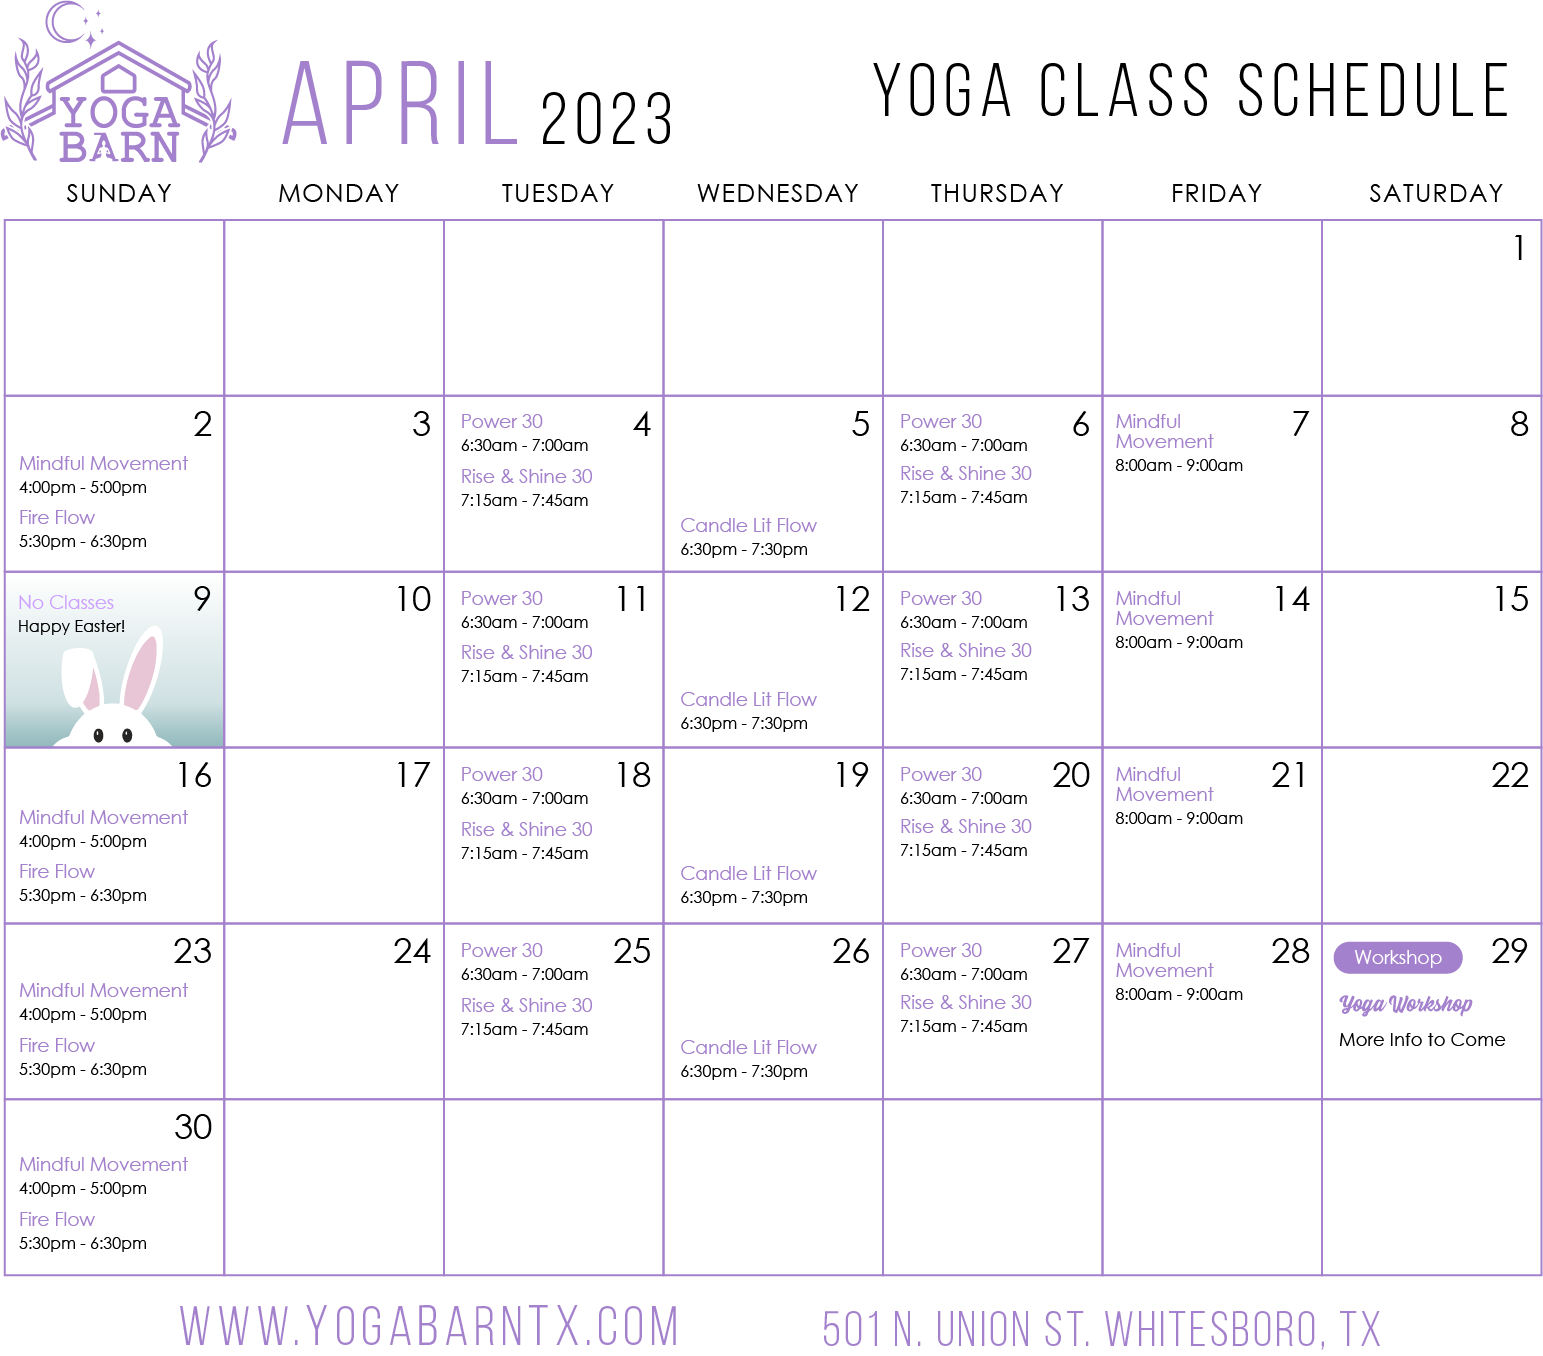 YOGA
BARN
APRIL 2023
YOGA CLASS SCHEDULE
SUNDAY MONDAY TUESDAY WEDNESDAY THURSDAY FRIDAY SATURDAY
1
2
Mindful Movement
4:00pm - 5:00pm
Fire Flow
5:30pm - 6:30pm
3
Power 30
4
6:30am - 7:00am
Rise & Shine 30
7:15am - 7:45am
5
Candle Lit Flow
6:30pm - 7:30pm
Power 30
6
6:30am - 7:00am
Rise & Shine 30
7:15am - 7:45am
Mindful
7
Movement
8:00am - 9:00am
8
9
No Classes
Happy Easter!
10
Power 30
11
6:30am - 7:00am
Rise & Shine 30
7:15am - 7:45am
12
Candle Lit Flow
6:30pm - 7:30pm
Power 30
13
6:30am - 7:00am
Rise & Shine 30
7:15am - 7:45am
Mindful
14
Movement
8:00am - 9:00am
15
16
Mindful Movement
4:00pm - 5:00pm
Fire Flow
5:30pm - 6:30pm
17
Power 30
18
6:30am - 7:00am
Rise & Shine 30
7:15am - 7:45am
19
Candle Lit Flow
6:30pm - 7:30pm
Power 30
20
6:30am - 7:00am
Rise & Shine 30
7:15am - 7:45am
Mindful
21
Movement
8:00am - 9:00am
22
23
Mindful Movement
4:00pm - 5:00pm
Fire Flow
5:30pm - 6:30pm
24
Power 30
25
6:30am - 7:00am
Rise & Shine 30
7:15am - 7:45am
26
Candle Lit Flow
6:30pm - 7:30pm
Power 30
27
6:30am - 7:00am
Rise & Shine 30
7:15am - 7:45am
Mindful
28
Movement
8:00am - 9:00am
Workshop
29
Yoga Workshop
More Info to Come
30
Mindful Movement
4:00pm - 5:00pm
Fire Flow
5:30pm - 6:30pm
WWW.YOGABARNTX.COM
501 N. UNION ST. WHITESBORO, TX